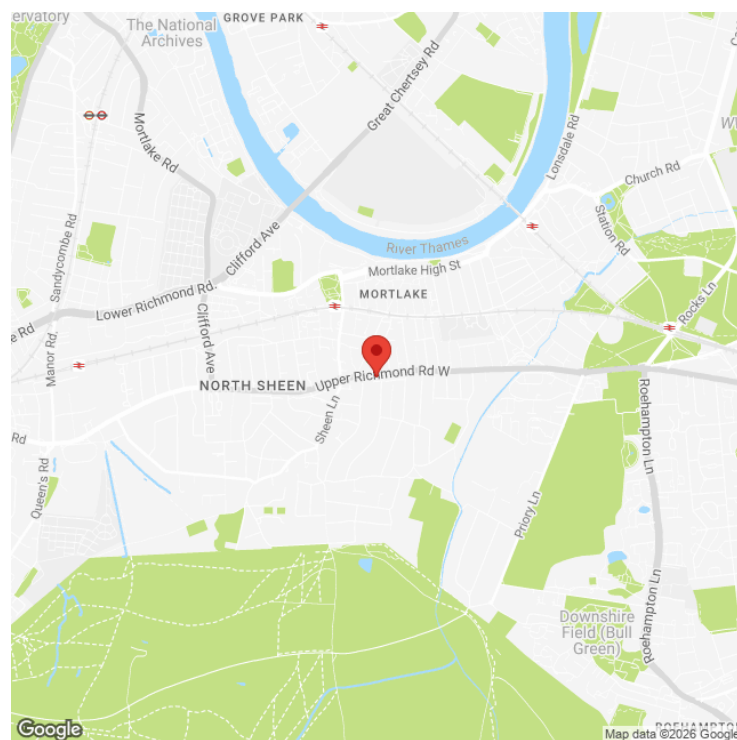 GROVE PARK
The National
Archives
Great Chertsey Rd
Mortlake Rd
Lonsdale Rd
Church Rd
Station Rd
River Thames
Sandycombe Rd
Clifford Ave
Mortlake High St
MORTLAKE
Lower Richmond Rd.
Rocks Ln
Clifford Ave
Manor Rd.
Upper Richmond Rd W
NORTH SHEEN
Sheen Ln
Roehampton Ln
Rd
Queen's Rd
Priory Ln
Downshire
Field (Bull
Green)
Roehampton Ln
Google
Map data ©2026 Google